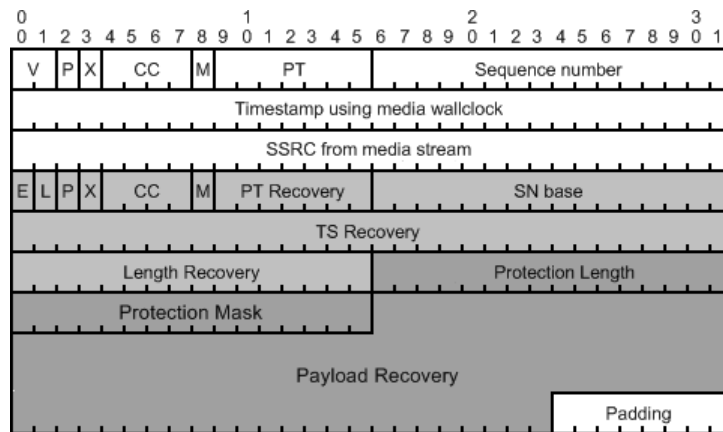 0 1 2 3
0 1 2 3 4 5 6 7 8 9 0 1 2 3 4 5 6 7 8 9 0 1 2 3 4 5 6 7 8 9 0 1
V P X CC M PT Sequence number
Timestamp using media wallclock
SSRC from media stream
E L P X CC M PT Recovery SN base
TS Recovery
Length Recovery Protection Length
Protection Mask
Payload Recovery
Padding